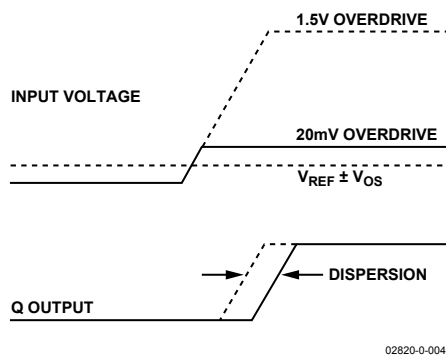 1.5V OVERDRIVE
INPUT VOLTAGE
20mV OVERDRIVE
VREF ± VOS
DISPERSION
Q OUTPUT
02820-0-004